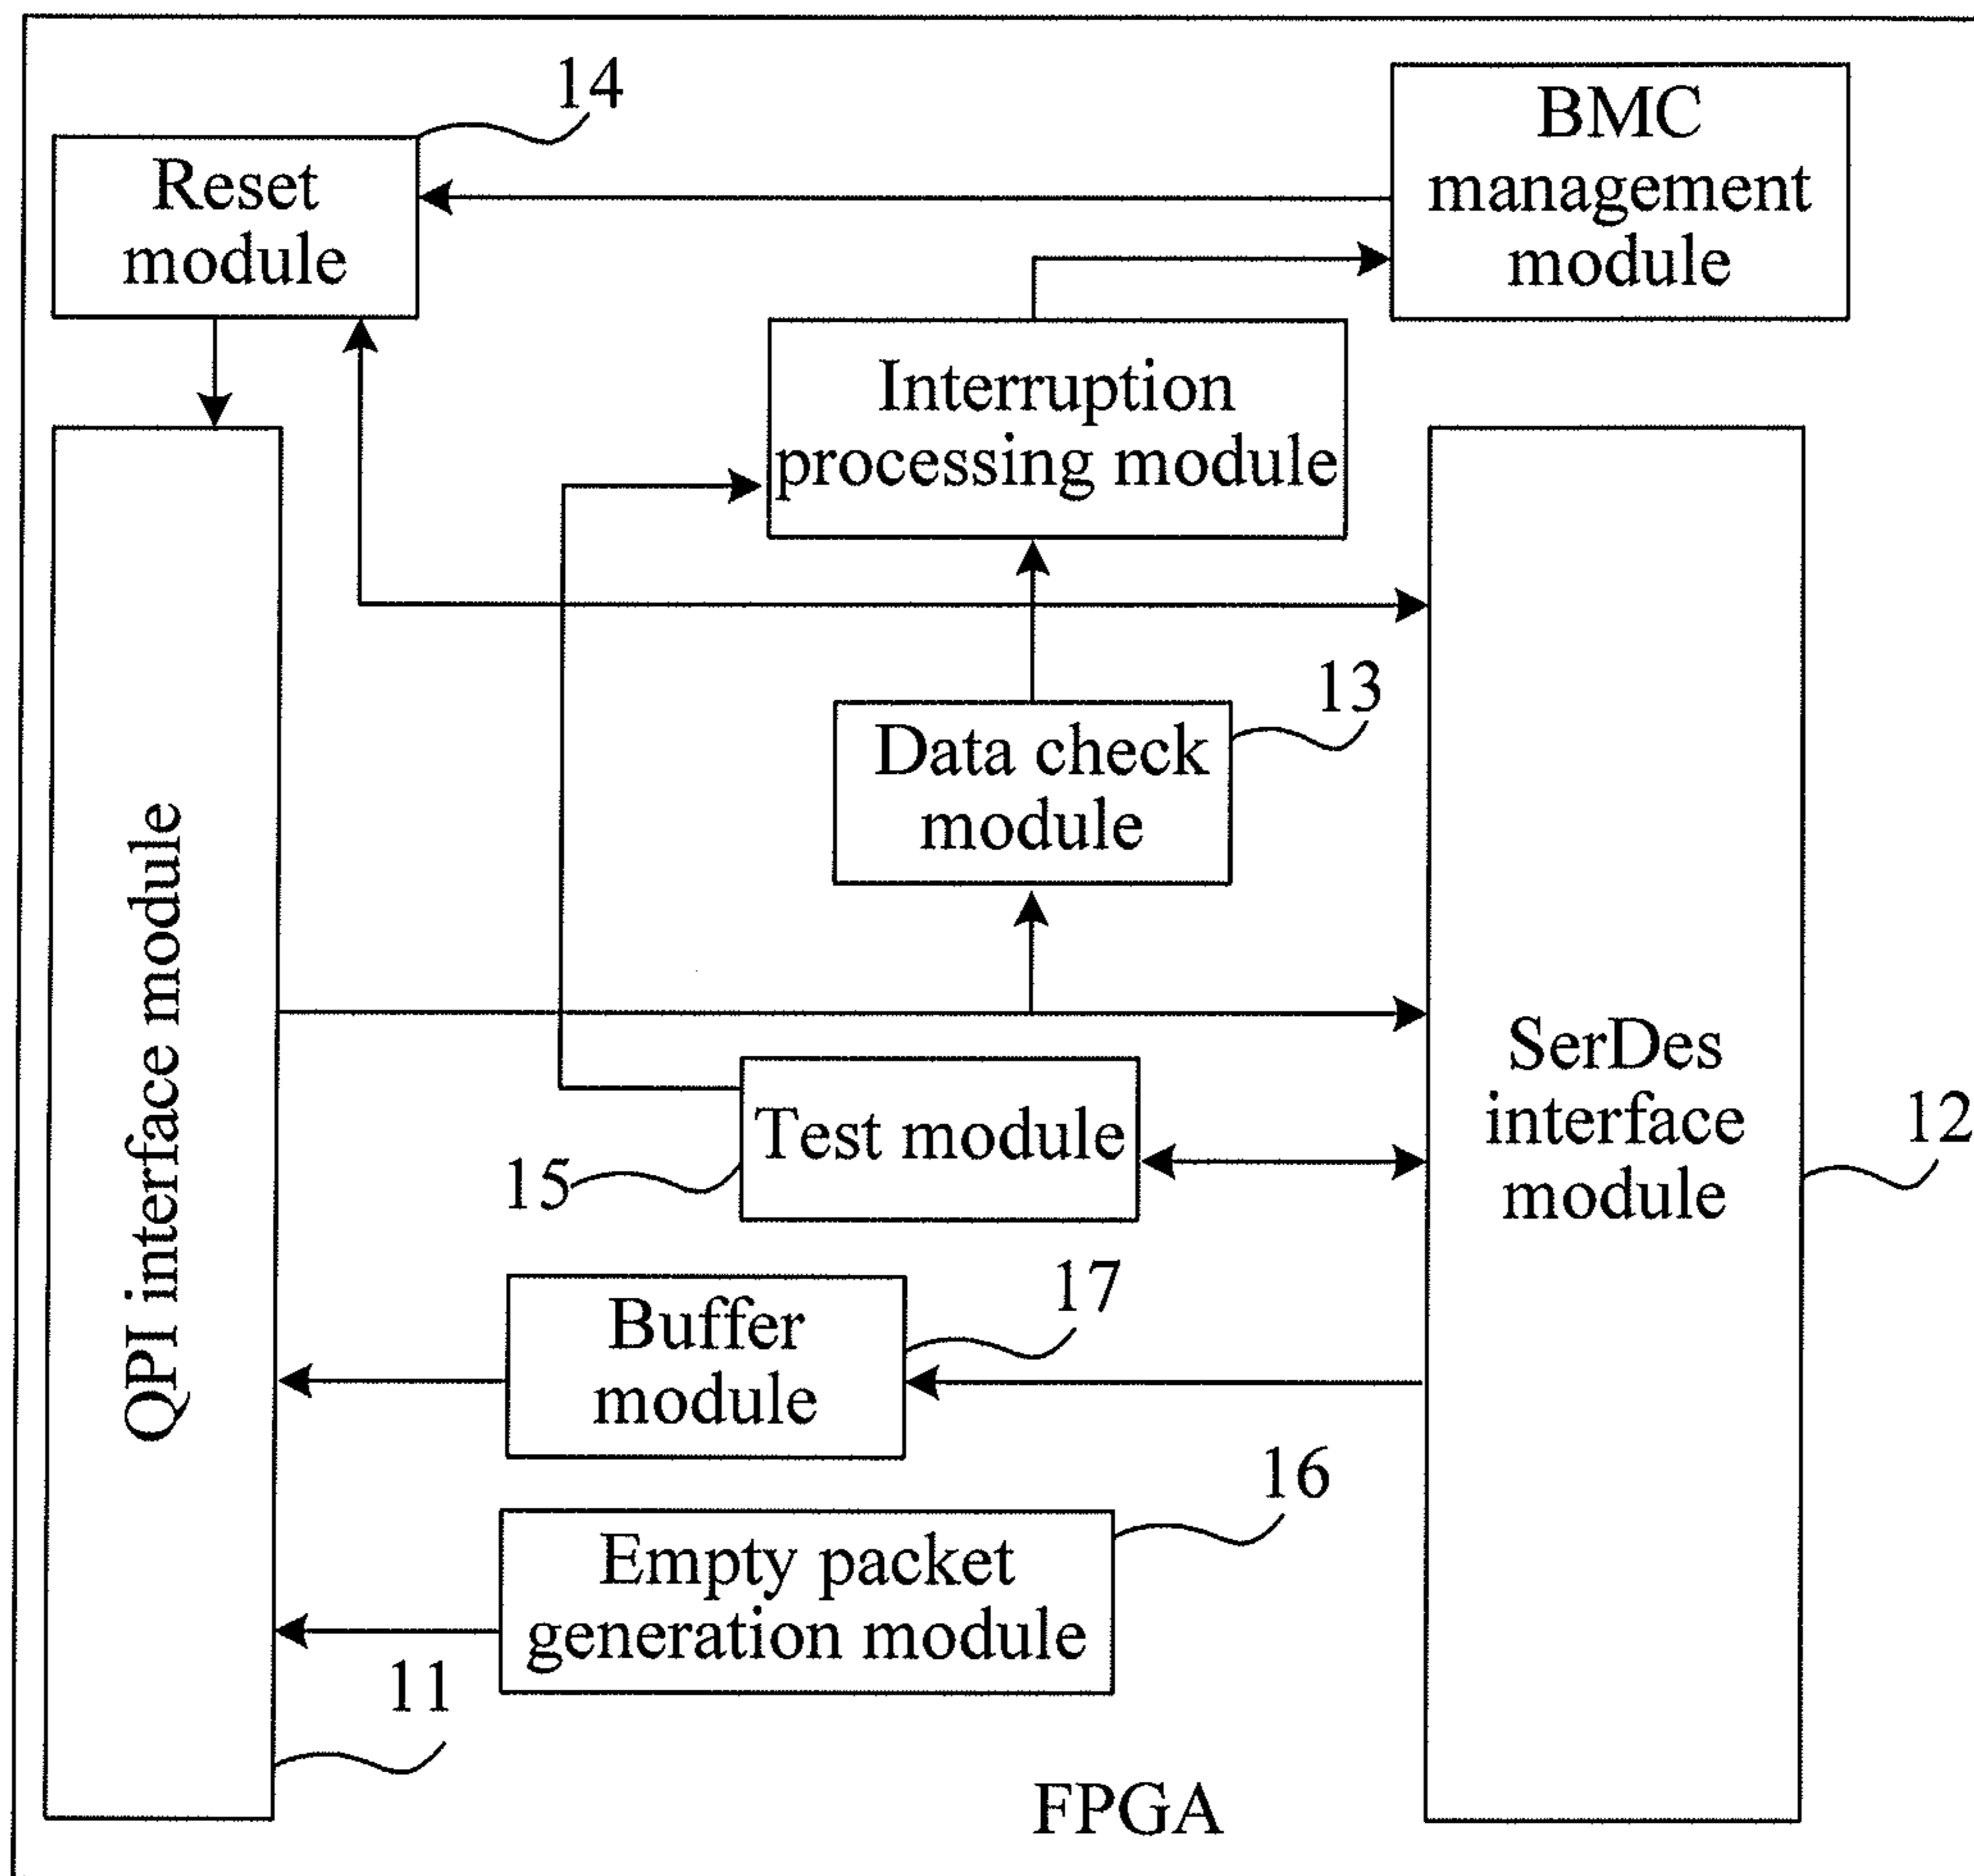 14
BMC
management
module
Reset
module
Interruption
processing module
13
Data check
module
QPI interface module
SerDes
interface
module
12
Test module
15
17
Buffer
module
16
Empty packet
generation module
11
FPGA